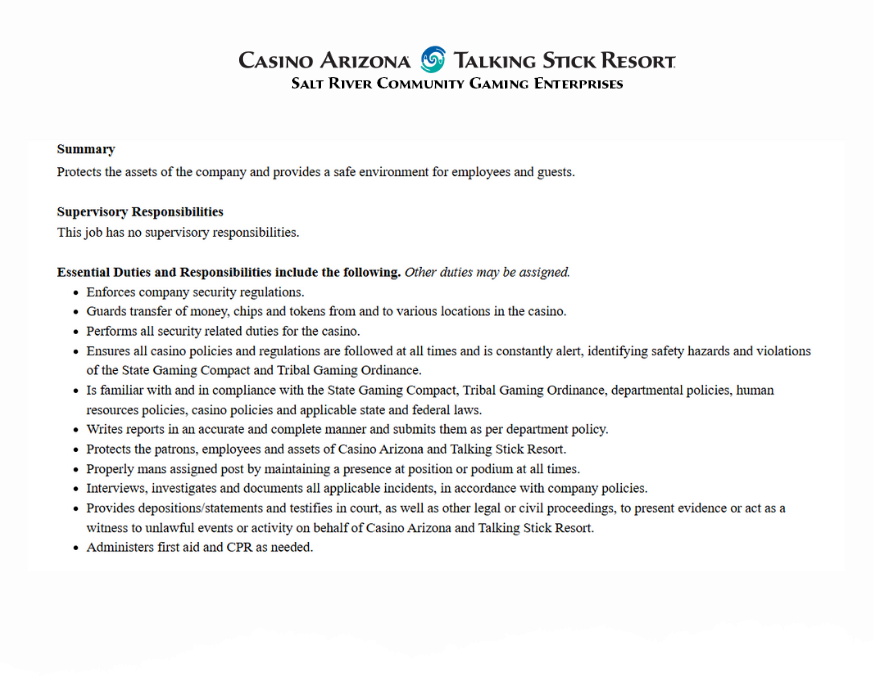 CASINO ARIZONA TALKING STICK RESORT
SALT RIVER COMMUNITY GAMING ENTERPRISES
Summary
Protects the assets of the company and provides a safe environment for employees and guests.
Supervisory Responsibilities
This job has no supervisory responsibilities.
Essential Duties and Responsibilities include the following. Other duties may be assigned.
• Enforces company security regulations.
• Guards transfer of money, chips and tokens from and to various locations in the casino.
• Performs all security related duties for the casino.
• Ensures all casino policies and regulations are followed at all times and is constantly alert, identifying safety hazards and violations
of the State Gaming Compact and Tribal Gaming Ordinance.
• Is familiar with and in compliance with the State Gaming Compact, Tribal Gaming Ordinance, departmental policies, human
resources policies, casino policies and applicable state and federal laws.
• Writes reports in an accurate and complete manner and submits them as per department policy.
• Protects the patrons, employees and assets of Casino Arizona and Talking Stick Resort.
• Properly mans assigned post by maintaining a presence at position or podium at all times.
• Interviews, investigates and documents all applicable incidents, in accordance with company policies.
• Provides depositions/statements and testifies in court, as well as other legal or civil proceedings, to present evidence or act as a
witness to unlawful events or activity on behalf of Casino Arizona and Talking Stick Resort.
• Administers first aid and CPR as needed.